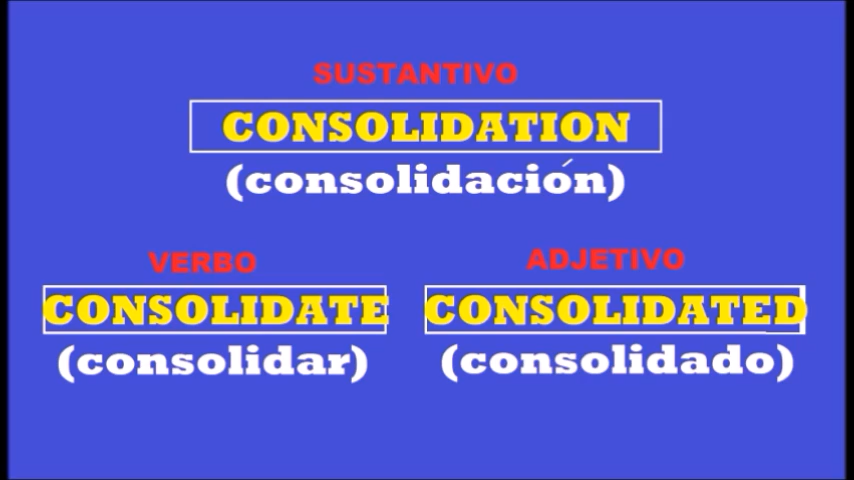 SUSTANTIVO
CONSOLIDATION
(consolidación)
VERBO
CONSOLIDATE
(consolidar)
ADJETIVO
CONSOLIDATED
(consolidado)